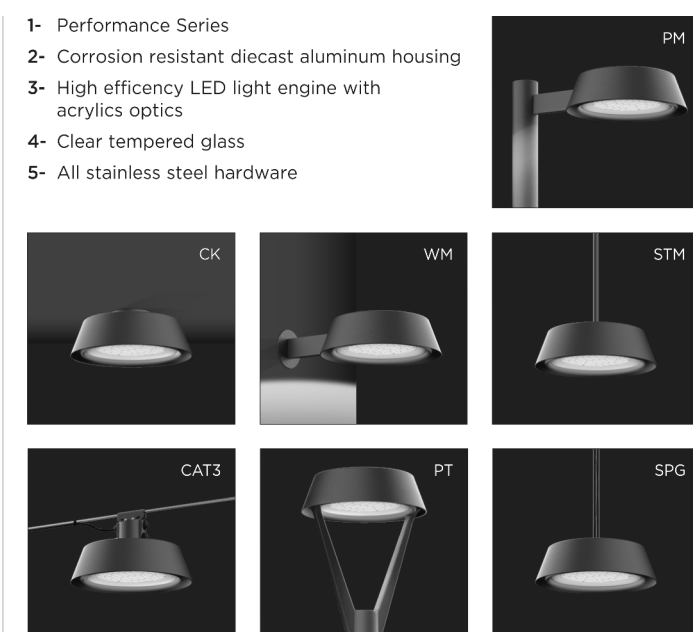 1- Performance Series
2- Corrosion resistant diecast aluminum housing
3- High efficency LED light engine with
acrylics optics
4- Clear tempered glass
5- All stainless steel hardware
PM
CK
WM
STM
CAT3
PT
SPG